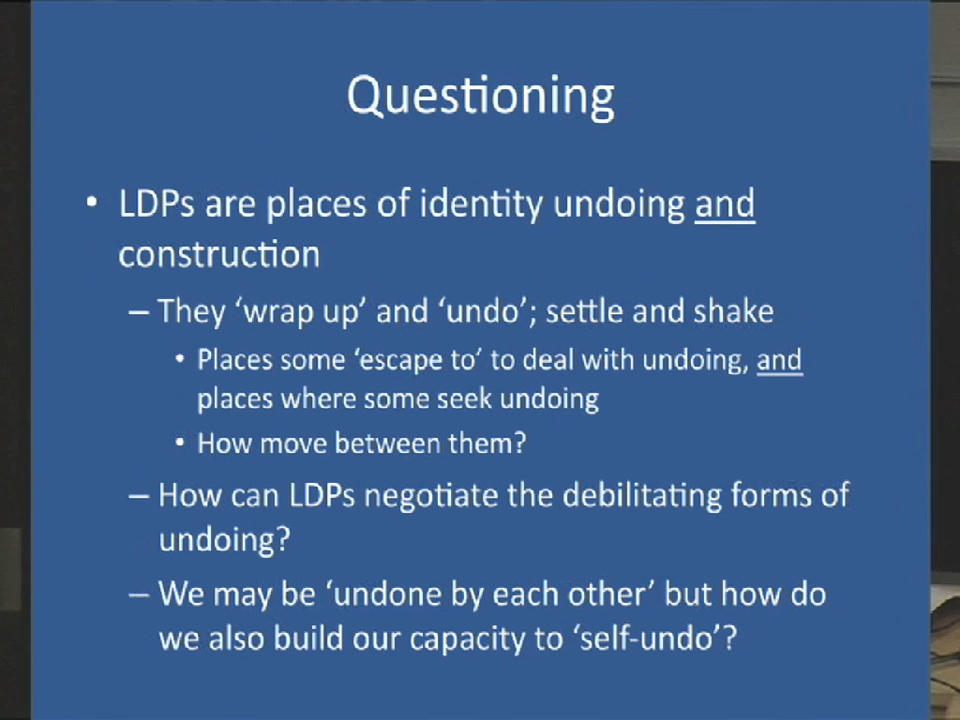 Questioning
• LDPs are places of identity undoing and
construction
– They ‘wrap up’ and ‘undo’; settle and shake
• Places some ‘escape to’ to deal with undoing, and
places where some seek undoing
• How move between them?
– How can LDPs negotiate the debilitating forms of
undoing?
– We may be ‘undone by each other’ but how do
we also build our capacity to ‘self-undo’?